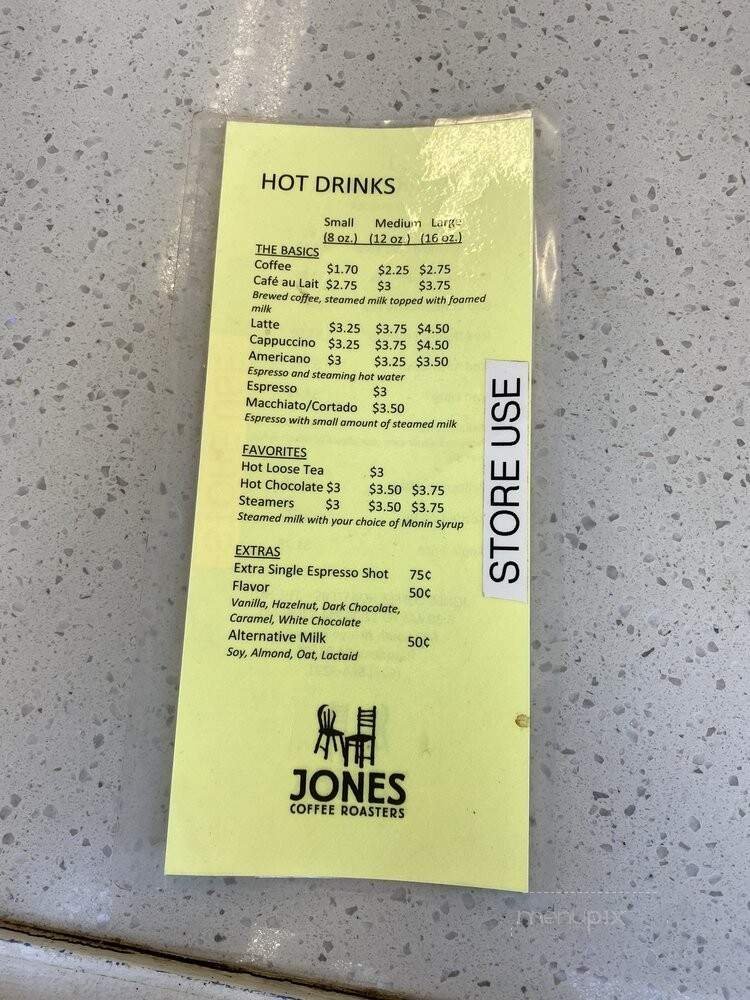 HOT DRINKS
Small Medium Large
(8 oz.) (12 oz.) (16 oz.)
THE BASICS
Coffee $1.70 $2.25 $2.75
Café au Lait $2.75 $3 $3.75
Brewed coffee, steamed milk topped with foamed
milk
Latte $3.25 $3.75 $4.50
Cappuccino $3.25 $3.75 $4.50
Americano $3 $3.25 $3.50
Espresso and steaming hot water
Espresso $3
Macchiato/Cortado $3.50
Espresso with small amount of steamed milk
FAVORITES
Hot Loose Tea $3
Hot Chocolate $3 $3.50 $3.75
Steamers $3 $3.50 $3.75
Steamed milk with your choice of Monin Syrup
EXTRAS
Extra Single Espresso Shot 75¢
Flavor 50¢
Vanilla, Hazelnut, Dark Chocolate,
Caramel, White Chocolate
Alternative Milk 50¢
Soy, Almond, Oat, Lactaid
JONES
COFFEE ROASTERS
STORE USE
menupix